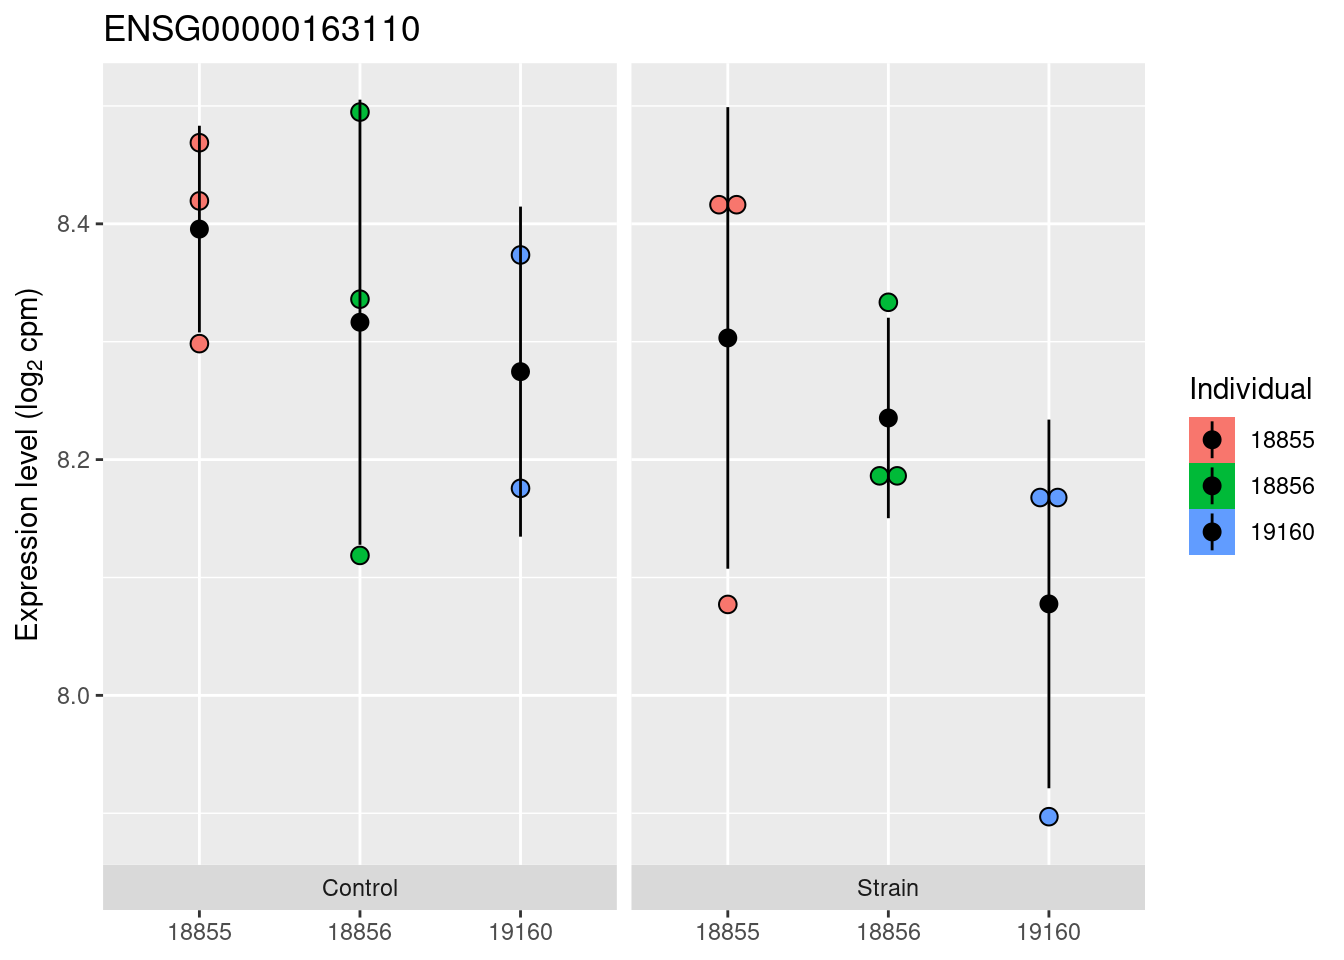 ENSG00000163110
Expression level (log₂ cpm)
8.4
8.2
8.0
Control
Strain
18855
18856
19160
18855
18856
19160
Individual
18855
18856
19160